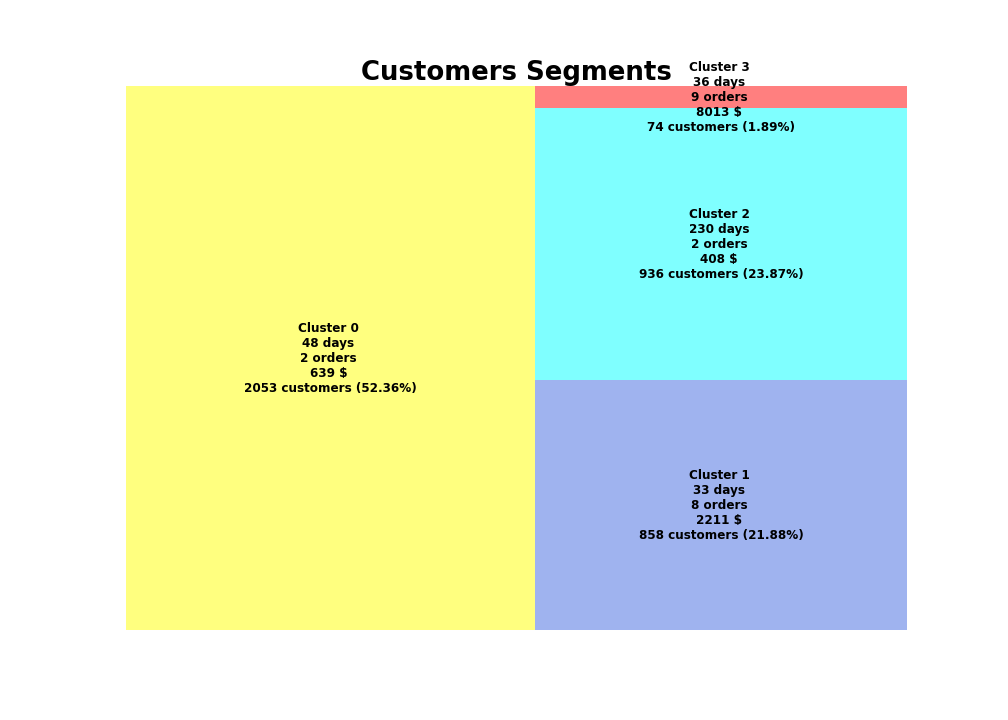 Customers Segments
Cluster 3
36 days
9 orders
8013 $
74 customers (1.89%)
Cluster 2
230 days
2 orders
408 $
936 customers (23.87%)
Cluster 0
48 days
2 orders
639 $
2053 customers (52.36%)
Cluster 1
33 days
8 orders
2211 $
858 customers (21.88%)